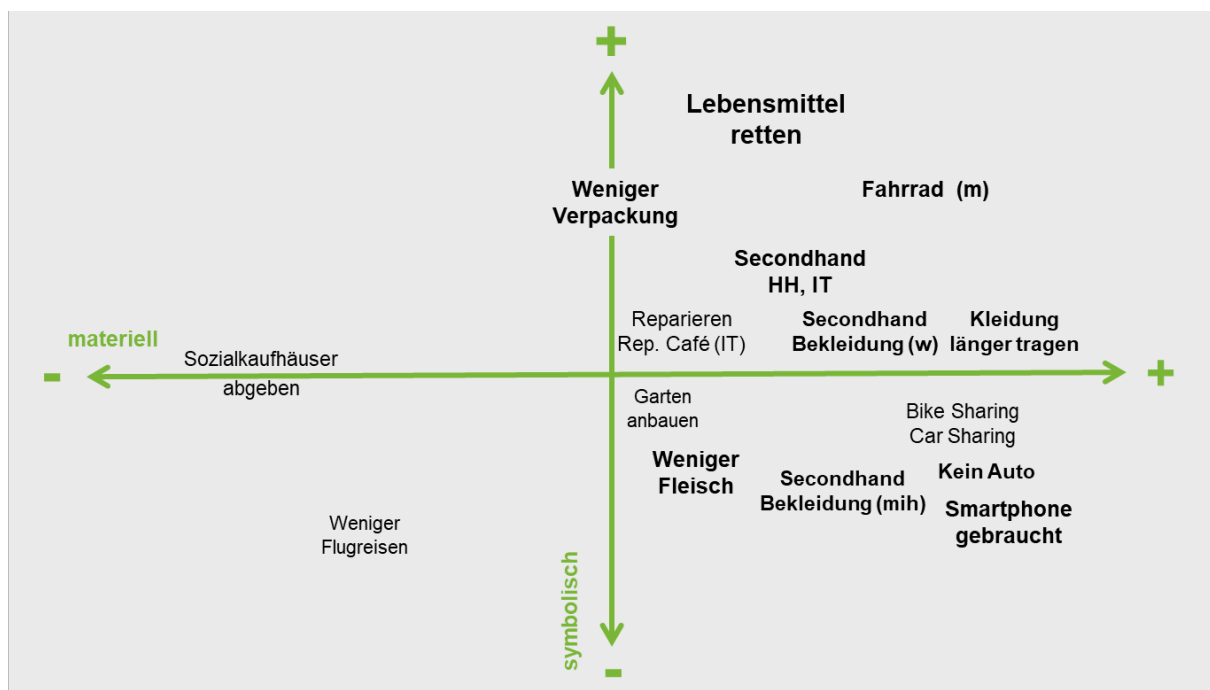 +
Lebensmittel
retten
Weniger
Verpackung
Fahrrad (m)
Secondhand
HH, IT
Reparieren
Rep. Café (IT)
Secondhand
Bekleidung (w)
Kleidung
länger tragen
materiell
Sozialkaufhäuser
abgeben
-
+
Garten
anbauen
Bike Sharing
Car Sharing
Weniger
Fleisch
Secondhand
Bekleidung (mih)
Kein Auto
Smartphone
gebraucht
Weniger
Flugreisen
symbolisch
-